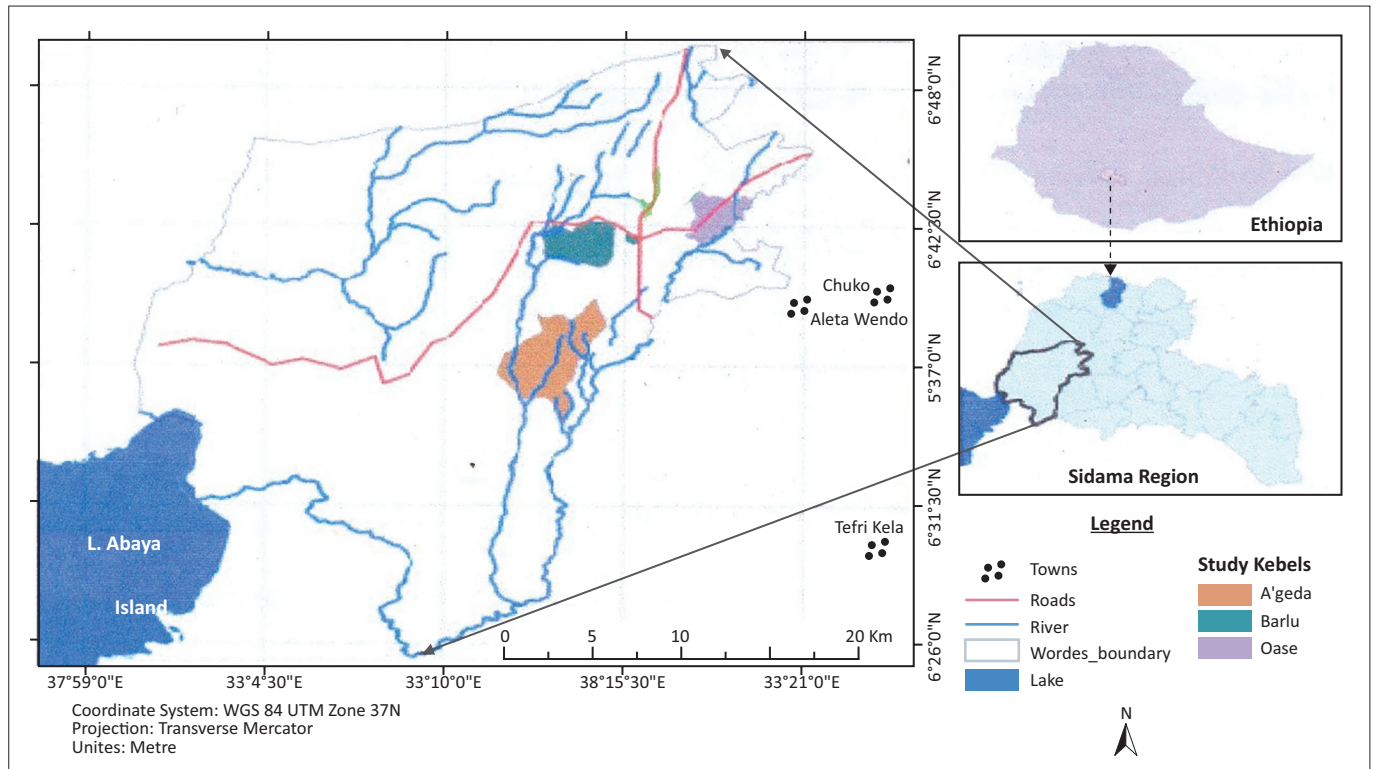 6°48'0"N
6°42'30"N
5°37'0"N
6°31'30"N
6°26'0"N
Chuko
Aleta Wendo
Tefri Kela
L. Abaya
Island
0 5 10 20 Km
37°59'0"E 33°4'30"E 33°10'0"E 38°15'30"E 33°21'0"E
Coordinate System: WGS 84 UTM Zone 37N
Projection: Transverse Mercator
Unites: Metre
Ethiopia
Sidama Region
Legend
Towns
Roads
River
Wordes_boundary
Lake
Study Kebels
A'geda
Barlu
Oase
N